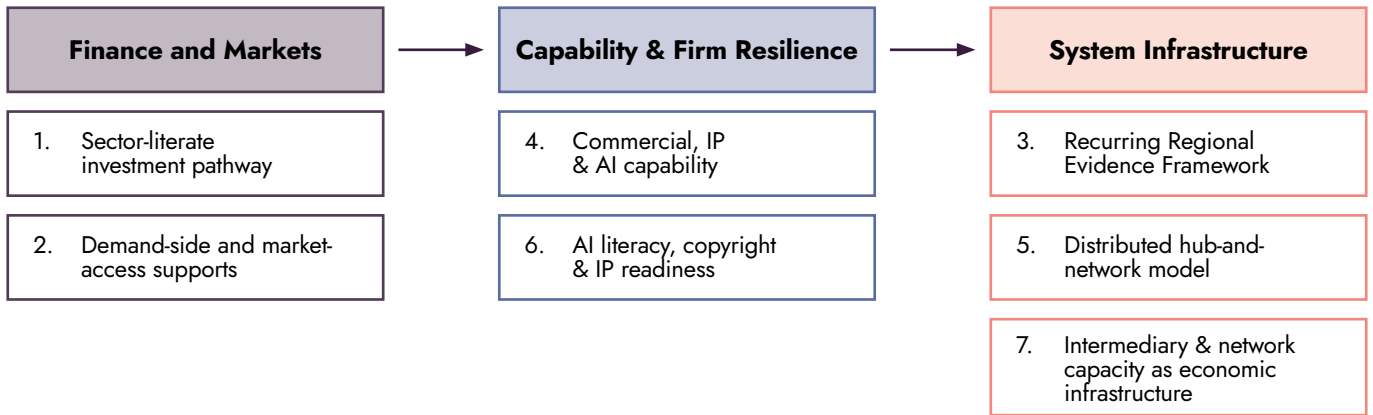 Finance and Markets
1. Sector-literate
investment pathway
2. Demand-side and market-
access supports
Capability & Firm Resilience
4. Commercial, IP
& AI capability
6. AI literacy, copyright
& IP readiness
System Infrastructure
3. Recurring Regional
Evidence Framework
5. Distributed hub-and-
network model
7. Intermediary & network
capacity as economic
infrastructure